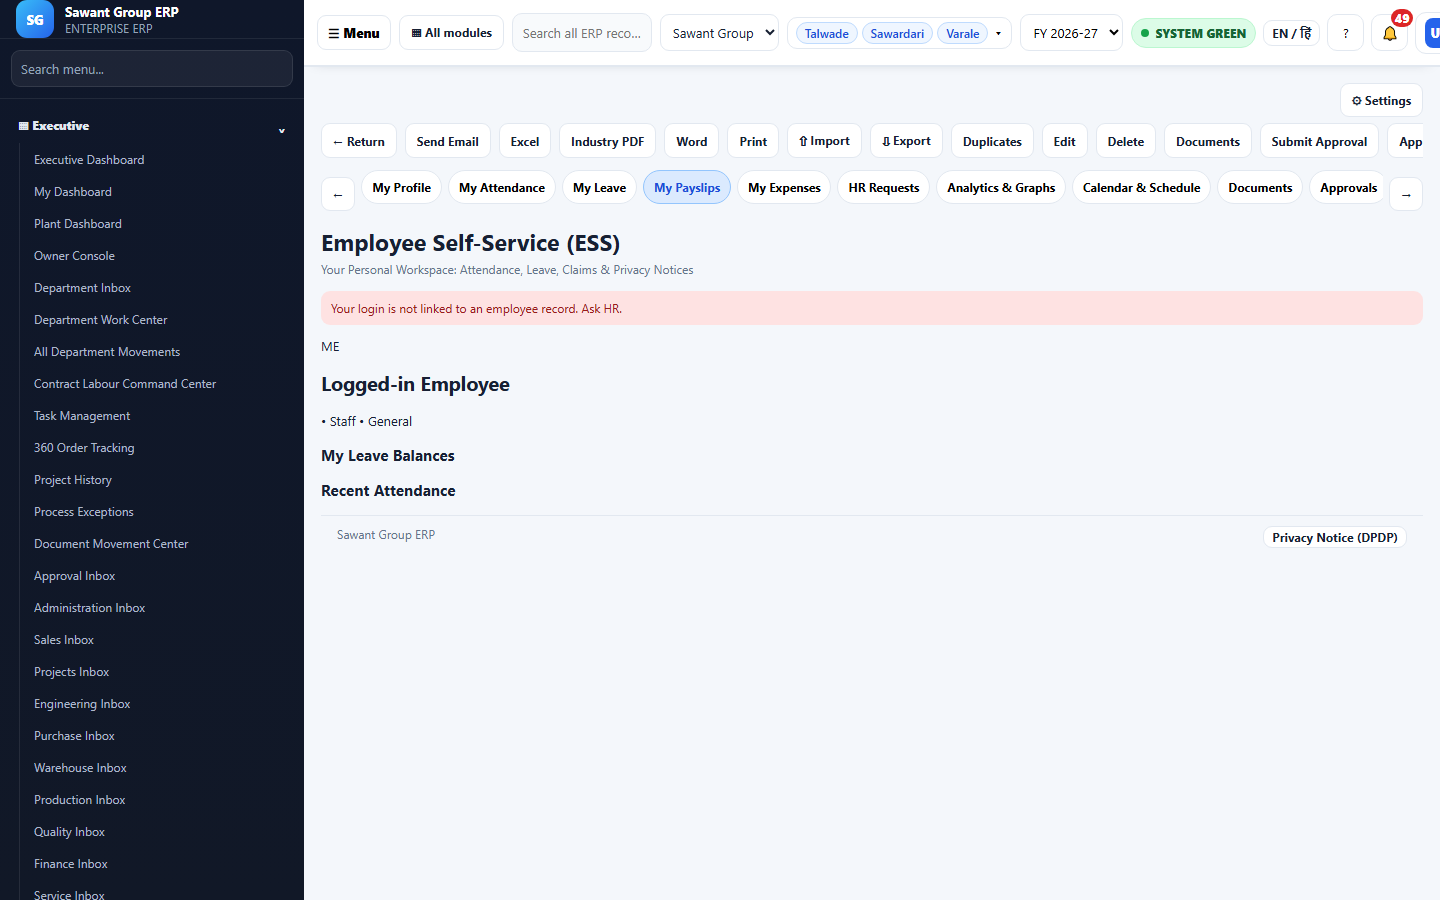 SG
Sawant Group ERP
ENTERPRISE ERP
Search menu...
Executive
Executive Dashboard
My Dashboard
Plant Dashboard
Owner Console
Department Inbox
Department Work Center
All Department Movements
Contract Labour Command Center
Task Management
360 Order Tracking
Project History
Process Exceptions
Document Movement Center
Approval Inbox
Administration Inbox
Sales Inbox
Projects Inbox
Engineering Inbox
Purchase Inbox
Warehouse Inbox
Production Inbox
Quality Inbox
Finance Inbox
Service Inbox
☰ Menu
All modules
Search all ERP reco...
Sawant Group
Talwade
Sawardari
Varale
FY 2026-27
SYSTEM GREEN
EN / हिं
?
49
U
⚙ Settings
← Return
Send Email
Excel
Industry PDF
Word
Print
⇧ Import
⇩ Export
Duplicates
Edit
Delete
Documents
Submit Approval
App
←
My Profile
My Attendance
My Leave
My Payslips
My Expenses
HR Requests
Analytics & Graphs
Calendar & Schedule
Documents
Approvals
→
Employee Self-Service (ESS)
Your Personal Workspace: Attendance, Leave, Claims & Privacy Notices
Your login is not linked to an employee record. Ask HR.
ME
Logged-in Employee
• Staff • General
My Leave Balances
Recent Attendance
Sawant Group ERP
Privacy Notice (DPDP)